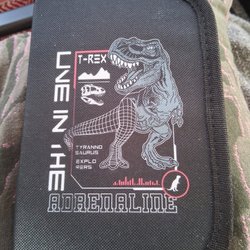 T-REX
LIVE IN THE
TYRANNO
SAURUS
EXPLO
RERS
ADRENALINE